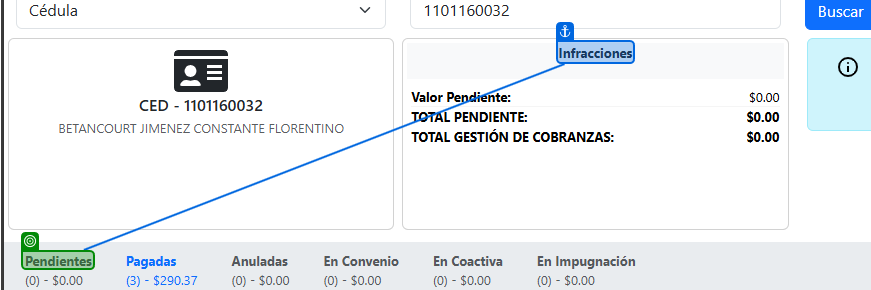 Cédula
1101160032
Buscar
Infracciones
CED - 1101160032
BETANCOURT JIMENEZ CONSTANTE FLORENTINO
Valor Pendiente: $0.00
TOTAL PENDIENTE: $0.00
TOTAL GESTIÓN DE COBRANZAS: $0.00
Pendientes Pagadas Anuladas En Convenio En Coactiva En Impugnación
(0) - $0.00 (3) - $290.37 (0) - $0.00 (0) - $0.00 (0) - $0.00 (0) - $0.00